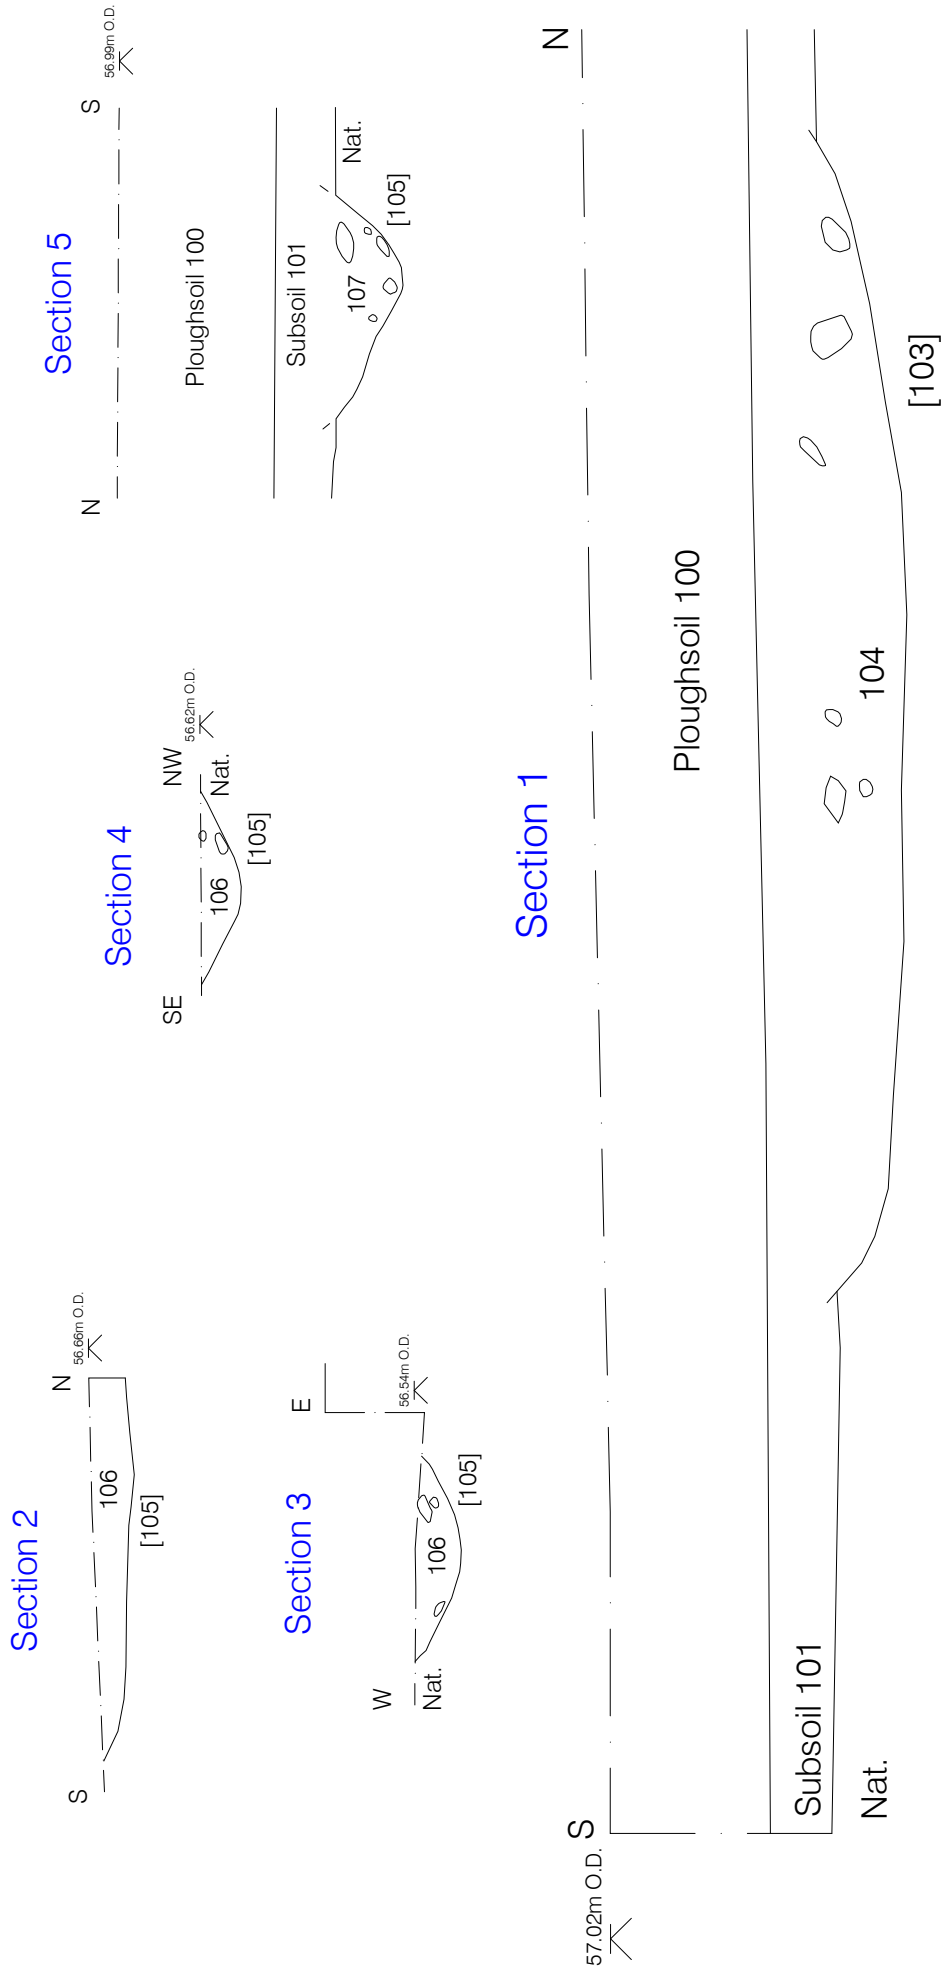 Section 2
S
N
56.66m O.D.
106
[105]
Section 3
W
E
56.54m O.D.
Nat.
106
[105]
Section 4
SE
NW
56.62m O.D.
Nat.
106
[105]
Section 5
N
S
56.99m O.D.
Ploughsoil 100
Subsoil 101
107
Nat.
[105]
Section 1
57.02m O.D.
S
N
Ploughsoil 100
Subsoil 101
Nat.
104
[103]